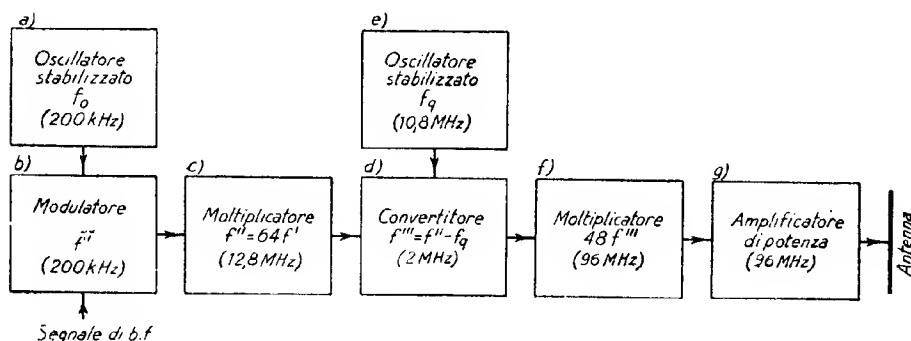 a)
Oscillatore
stabilizzato
f₀
(200 kHz)
e)
Oscillatore
stabilizzato
f_q
(10,8 MHz)
b)
Modulatore
f'
(200 kHz)
c)
Moltiplicatore
f" = 64 f'
(12,8 MHz)
d)
Convertitore
f''' = f" - f_q
(2 MHz)
f)
Moltiplicatore
48 f'''
(96 MHz)
g)
Amplificatore
di potenza
(96 MHz)
Antenna
Segnale di b.f